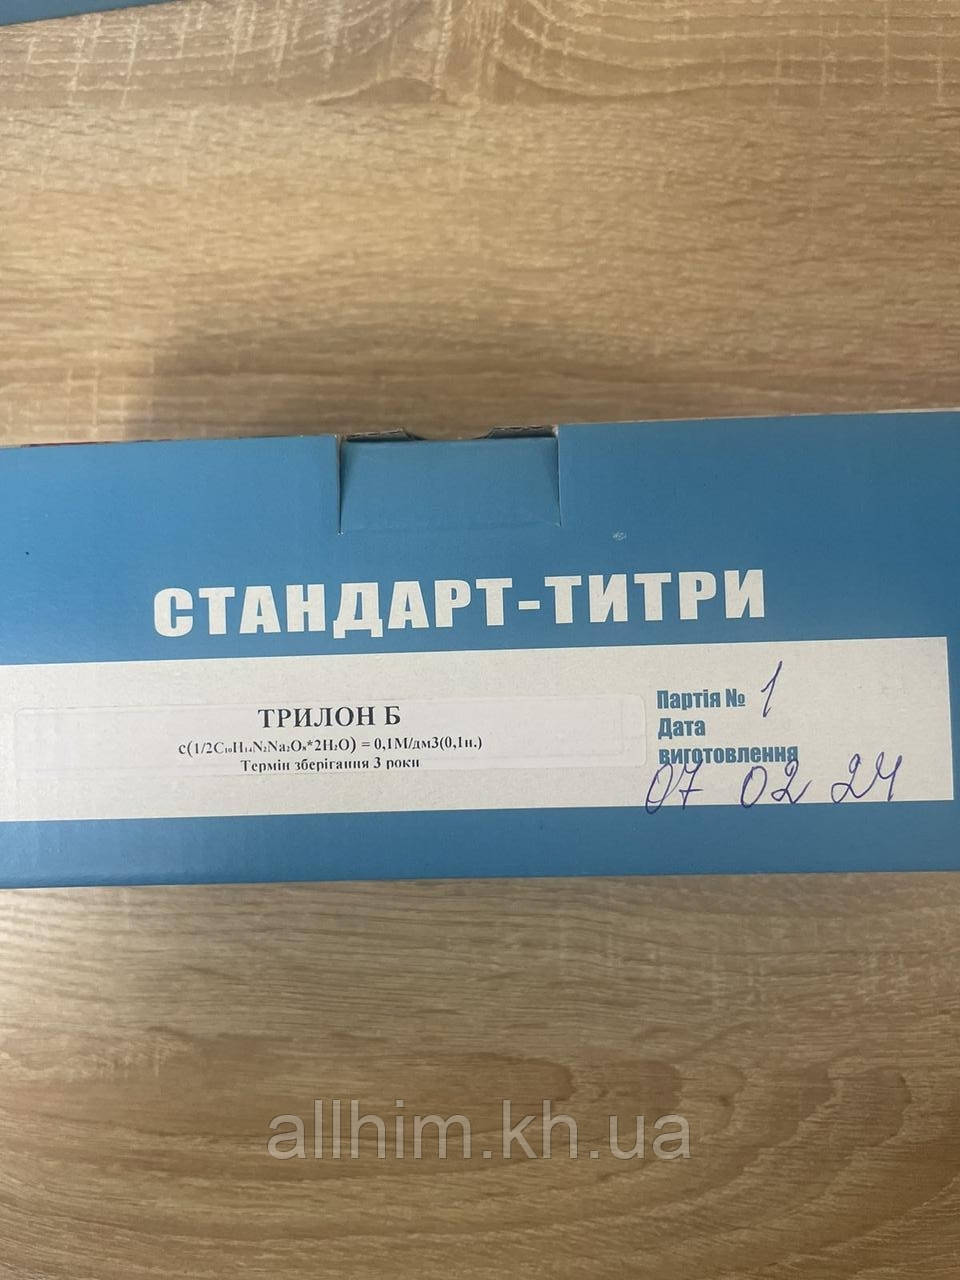 СТАНДАРТ-ТИТРИ
ТРИЛОН Б
с(1/2C₁₀H₁₄N₂Na₂O₈*2H₂O) = 0,1М/дм3(0,1н.)
Термін зберігання 3 роки
Партія № 1
Дата
виготовлення
07 02 24
allhim.kh.ua